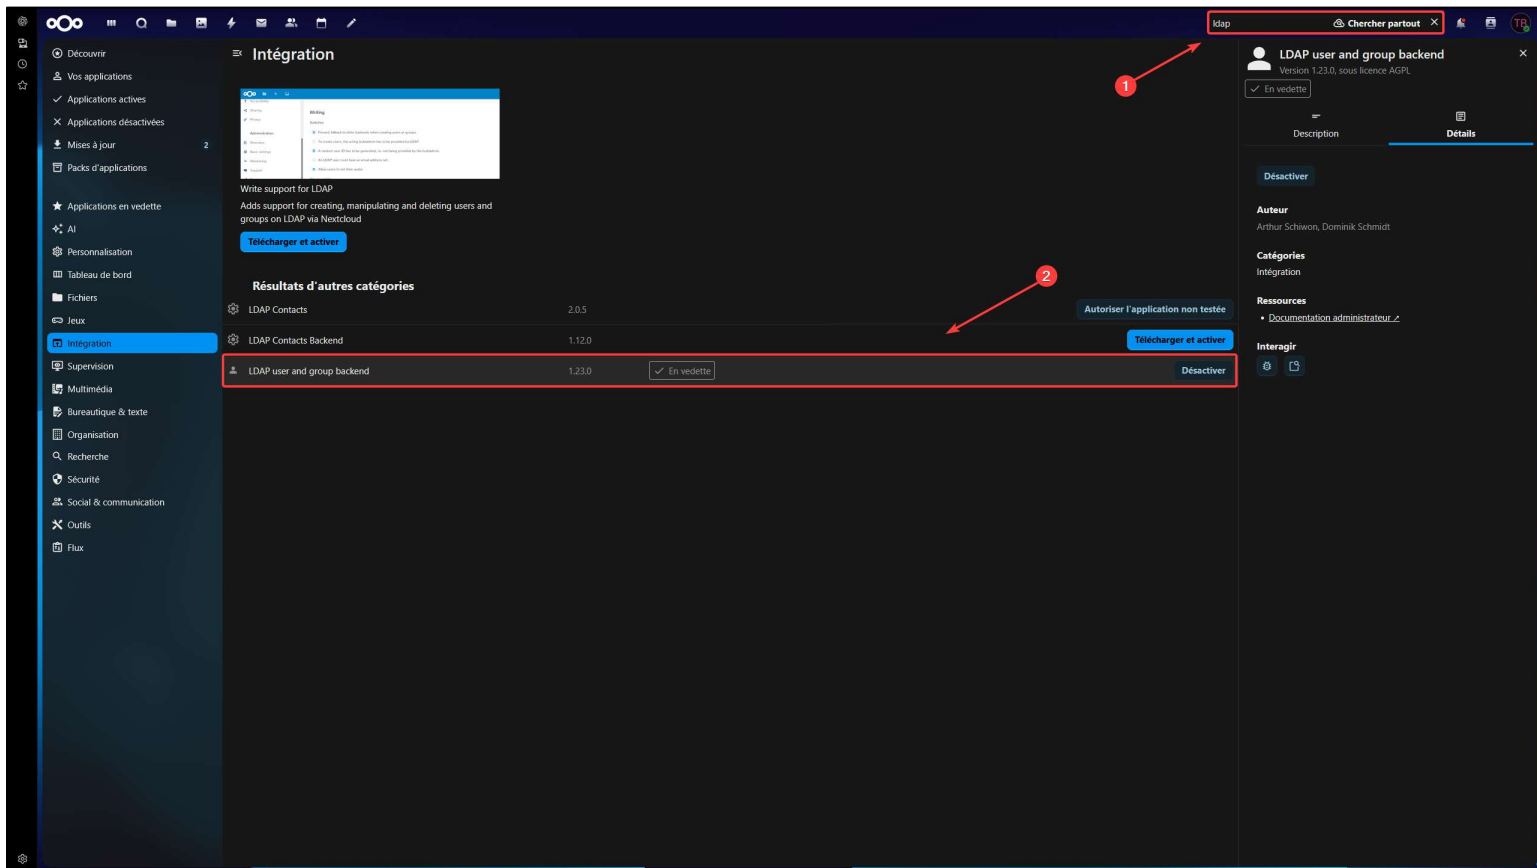 ldap
Chercher partout
1
Découvrir
Vos applications
Applications actives
Applications désactivées
Mises à jour 2
Packs d'applications
Applications en vedette
AI
Personnalisation
Tableau de bord
Fichiers
Jeux
Intégration
Supervision
Multimédia
Bureautique & texte
Organisation
Recherche
Sécurité
Social & communication
Outils
Flux
Intégration
Writing
Write support for LDAP
Adds support for creating, manipulating and deleting users and
groups on LDAP via Nextcloud
Télécharger et activer
Résultats d'autres catégories
2
LDAP Contacts 2.0.5 Autoriser l'application non testée
LDAP Contacts Backend 1.12.0 Télécharger et activer
LDAP user and group backend 1.23.0 En vedette Désactiver
LDAP user and group backend
Version 1.23.0, sous licence AGPL
En vedette
Description Détails
Désactiver
Auteur
Arthur Schiwon, Dominik Schmidt
Catégories
Intégration
Ressources
• Documentation administrateur ↗
Interagir
TB